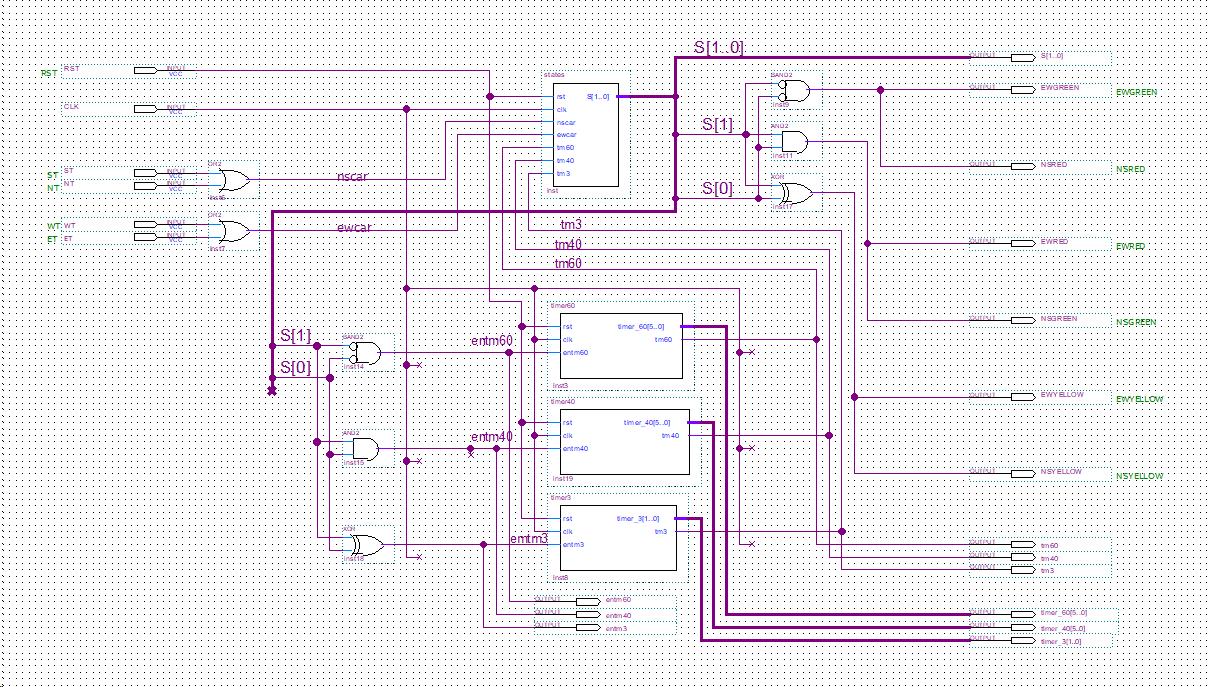 S[1..0]
states
RST
RST
INPUT
VCC
rst
S[1..0]
OUTPUT
S[1..0]
BAND2
inst9
OUTPUT
EWGREEN
EWGREEN
CLK
INPUT
VCC
clk
nscar
ewcar
tm60
tm40
tm3
inst
S[1]
AND2
inst11
ST
ST
INPUT
VCC
NT
NT
INPUT
VCC
OR2
inst6
nscar
OUTPUT
NSRED
NSRED
S[0]
XOR
inst17
WT
WT
INPUT
VCC
ET
ET
INPUT
VCC
OR2
inst7
ewcar
tm3
tm40
tm60
OUTPUT
EWRED
EWRED
timer60
rst
clk
entm60
timer_60[5..0]
tm60
inst3
OUTPUT
NSGREEN
NSGREEN
S[1]
S[0]
BAND2
inst14
entm60
timer40
rst
clk
entm40
timer_40[5..0]
tm40
inst19
OUTPUT
EWYELLOW
EWYELLOW
AND2
inst15
entm40
OUTPUT
NSYELLOW
NSYELLOW
timer3
rst
clk
entm3
timer_3[1..0]
tm3
inst8
XOR
inst18
emtm3
OUTPUT
tm60
OUTPUT
tm40
OUTPUT
tm3
OUTPUT
entm60
OUTPUT
entm40
OUTPUT
entm3
OUTPUT
timer_60[5..0]
OUTPUT
timer_40[5..0]
OUTPUT
timer_3[1..0]